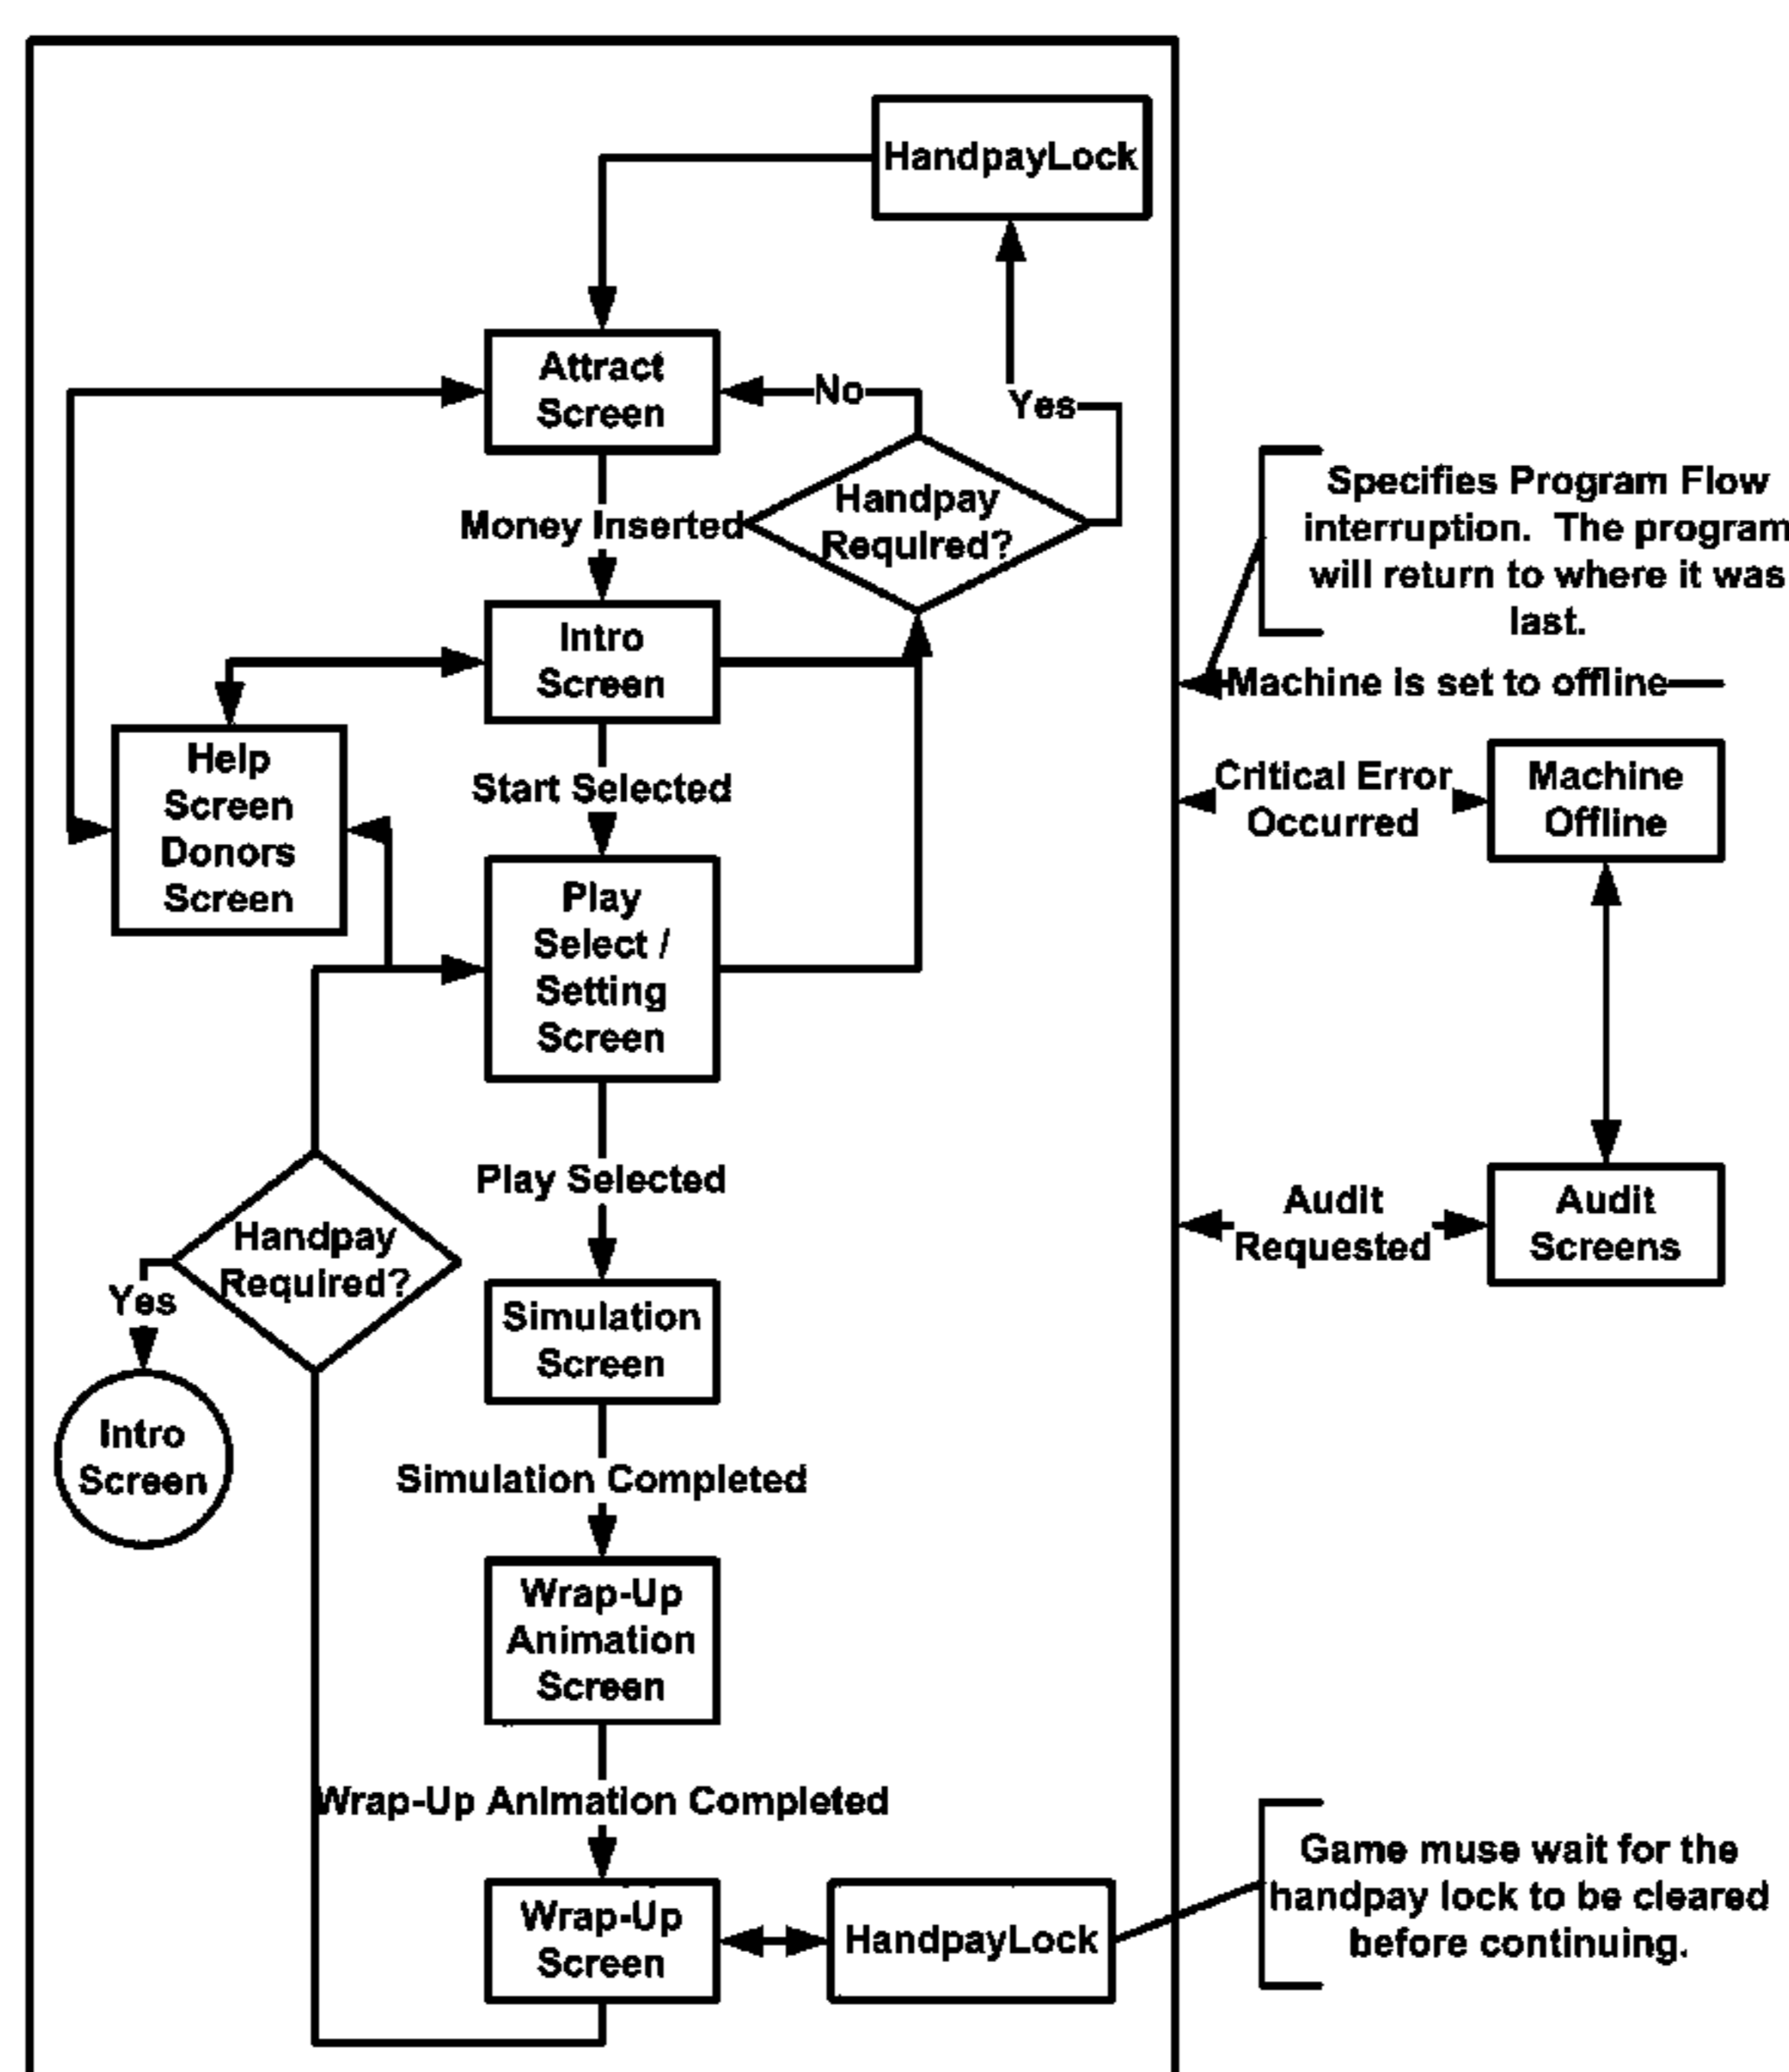 HandpayLock
Attract
Screen
No
Yes
Handpay
Required?
Money Inserted
Specifies Program Flow
interruption. The program
will return to where it was
last.
Intro
Screen
Machine is set to offline
Help
Screen
Donors
Screen
Start Selected
Critical Error
Occurred
Machine
Offline
Play
Select /
Setting
Screen
Play Selected
Audit
Requested
Audit
Screens
Handpay
Required?
Yes
Simulation
Screen
Intro
Screen
Simulation Completed
Wrap-Up
Animation
Screen
Wrap-Up Animation Completed
Wrap-Up
Screen
HandpayLock
Game muse wait for the
handpay lock to be cleared
before continuing.